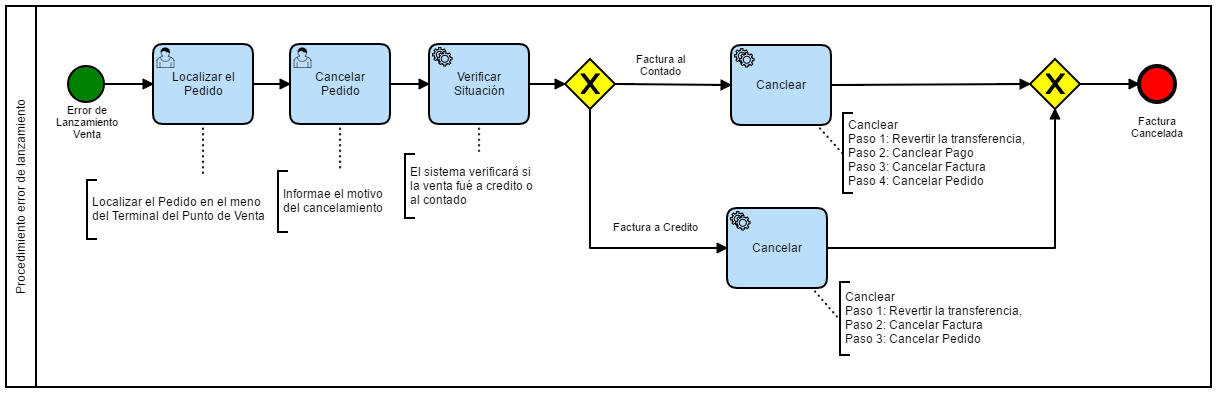 Procedimiento error de lanzamiento
Error de
Lanzamiento
Venta
Localizar el
Pedido
Cancelar
Pedido
Verificar
Situación
Factura al
Contado
Canclear
Factura
Cancelada
Localizar el Pedido en el meno
del Terminal del Punto de Venta
Informae el motivo
del cancelamiento
El sistema verificará si
la venta fué a credito o
al contado
Canclear
Paso 1: Revertir la transferencia,
Paso 2: Canclear Pago
Paso 3: Canclear Factura
Paso 4: Cancelar Pedido
Factura a Credito
Cancelar
Canclear
Paso 1: Revertir la transferencia,
Paso 2: Cancelar Factura
Paso 3: Cancelar Pedido